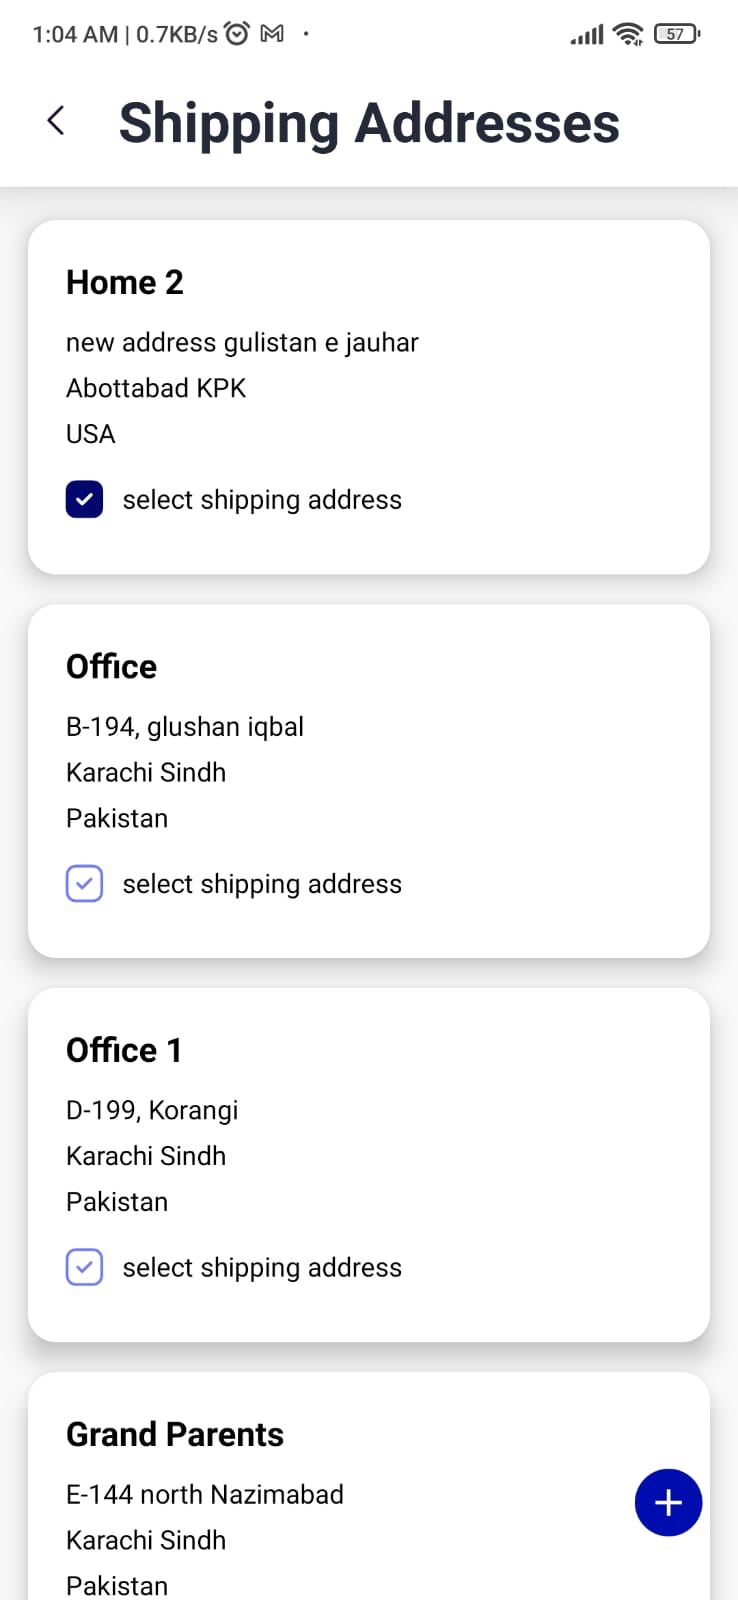 1:04 AM | 0.7KB/s 57
Shipping Addresses
Home 2
new address gulistan e jauhar
Abottabad KPK
USA
select shipping address
Office
B-194, glushan iqbal
Karachi Sindh
Pakistan
select shipping address
Office 1
D-199, Korangi
Karachi Sindh
Pakistan
select shipping address
Grand Parents
E-144 north Nazimabad
Karachi Sindh
Pakistan